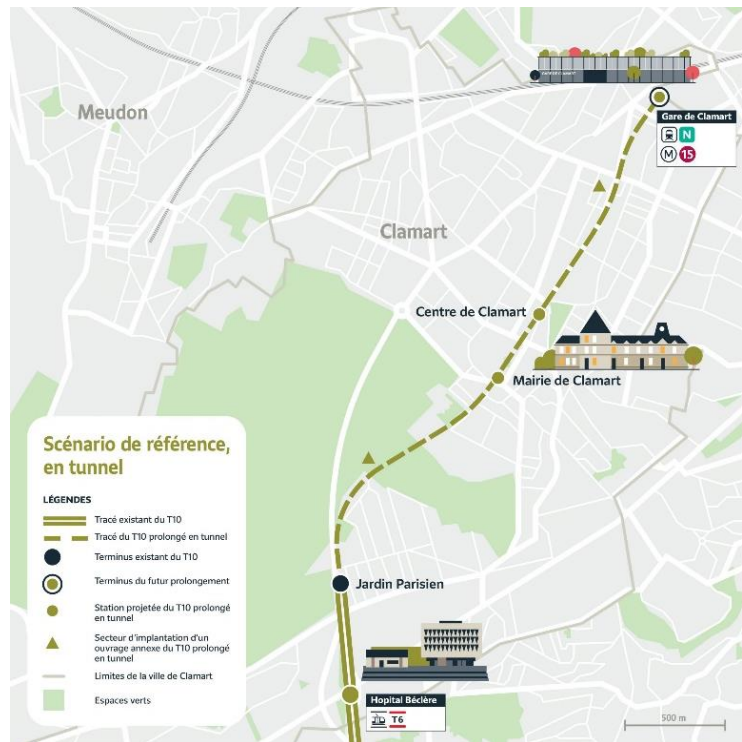 Meudon
Gare de Clamart
N
M 15
Clamart
Centre de Clamart
Mairie de Clamart
Scénario de référence,
en tunnel
LÉGENDES
Tracé existant du T10
Tracé du T10 prolongé en tunnel
Terminus existant du T10
Terminus du futur prolongement
Station projetée du T10 prolongé
en tunnel
Secteur d'implantation d'un
ouvrage annexe du T10 prolongé
en tunnel
Limites de la ville de Clamart
Espaces verts
Jardin Parisien
Hopital Béclère
T6
500 m